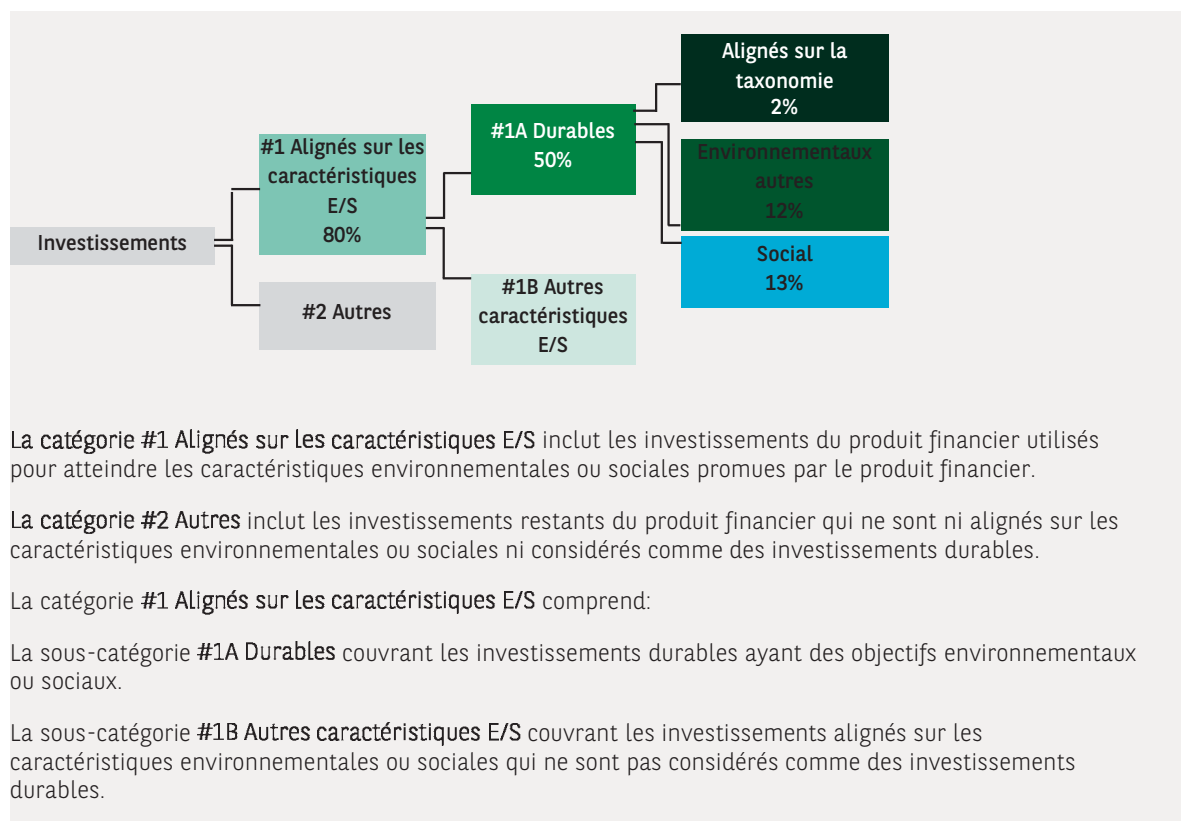 Alignés sur la
taxonomie
2%
#1A Durables
50%
#1 Alignés sur les
caractéristiques
E/S
80%
Environnementaux
autres
12%
Investissements
Social
13%
#2 Autres
#1B Autres
caractéristiques
E/S
La catégorie #1 Alignés sur les caractéristiques E/S inclut les investissements du produit financier utilisés
pour atteindre les caractéristiques environnementales ou sociales promues par le produit financier.
La catégorie #2 Autres inclut les investissements restants du produit financier qui ne sont ni alignés sur les
caractéristiques environnementales ou sociales ni considérés comme des investissements durables.
La catégorie #1 Alignés sur les caractéristiques E/S comprend:
La sous-catégorie #1A Durables couvrant les investissements durables ayant des objectifs environnementaux
ou sociaux.
La sous-catégorie #1B Autres caractéristiques E/S couvrant les investissements alignés sur les
caractéristiques environnementales ou sociales qui ne sont pas considérés comme des investissements
durables.